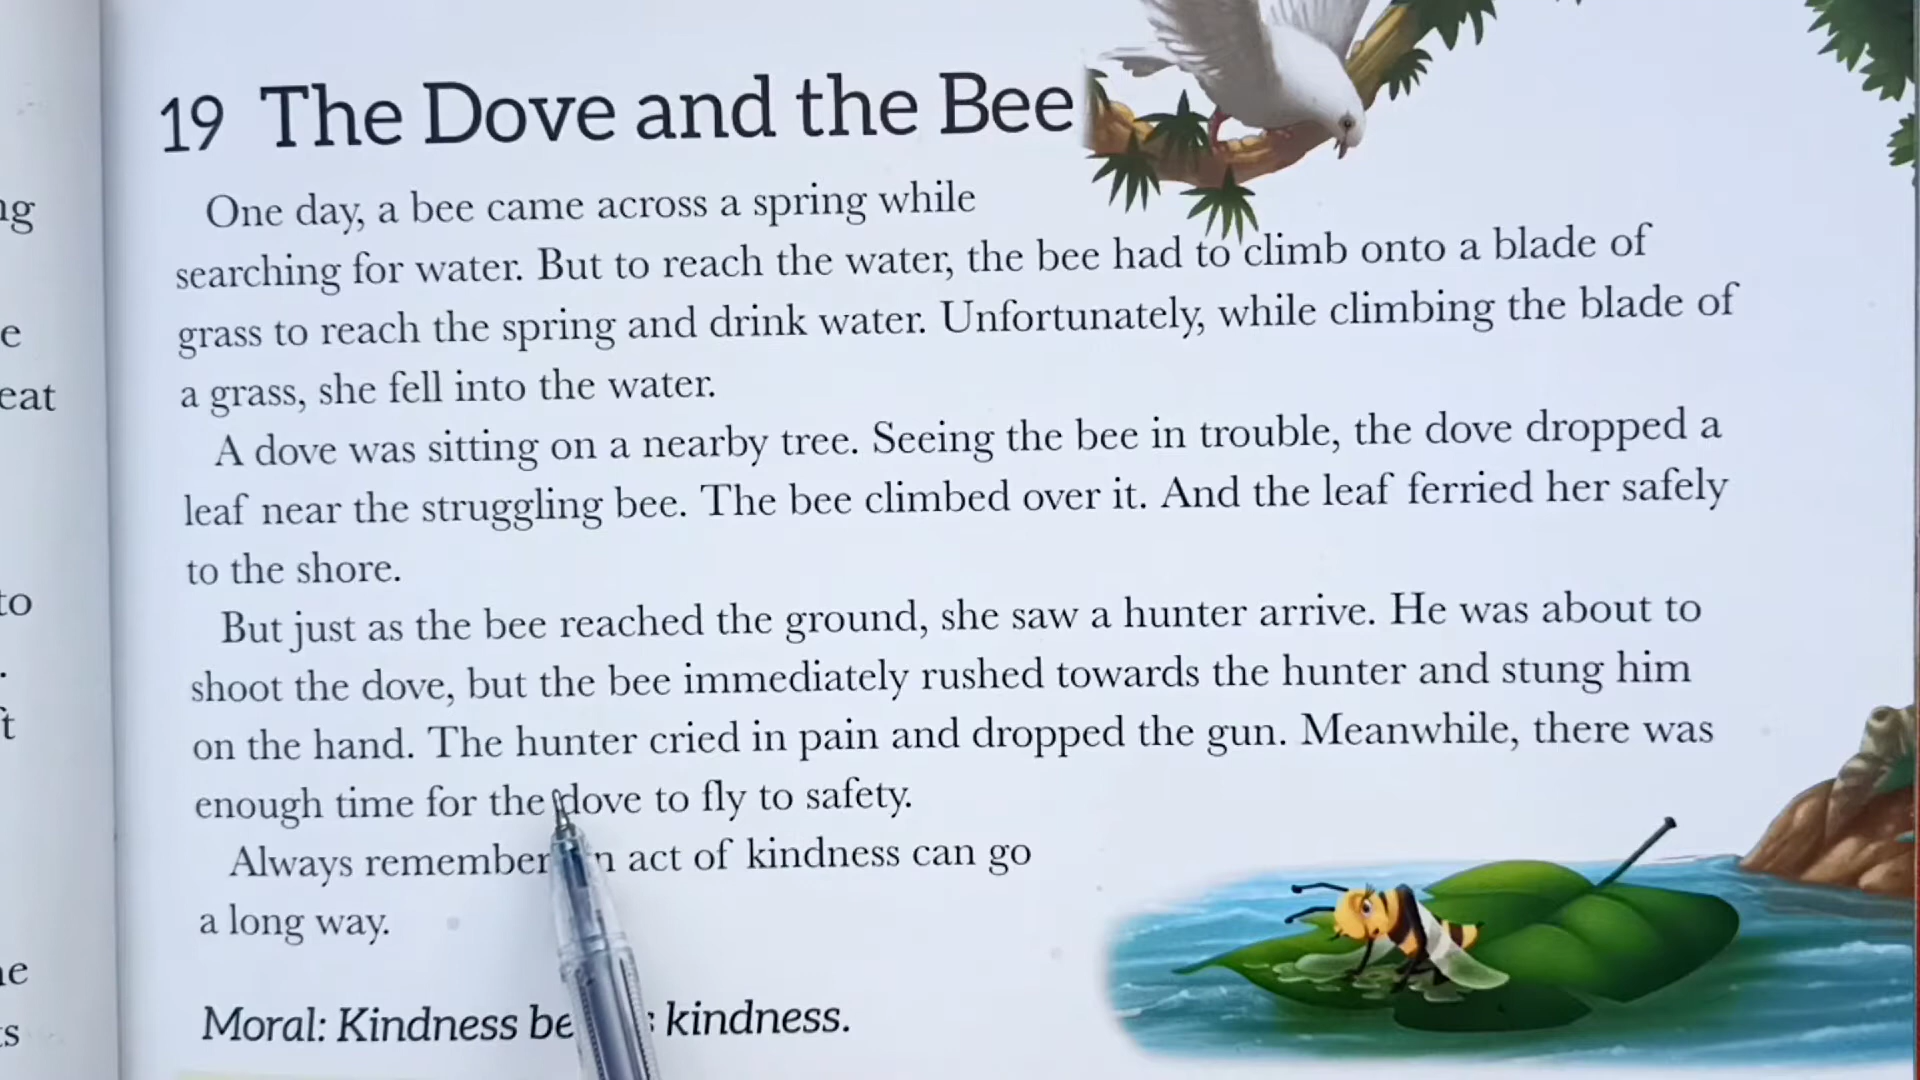 19 The Dove and the Bee
One day, a bee came across a spring while
searching for water. But to reach the water, the bee had to climb onto a blade of
grass to reach the spring and drink water. Unfortunately, while climbing the blade of
a grass, she fell into the water.
A dove was sitting on a nearby tree. Seeing the bee in trouble, the dove dropped a
leaf near the struggling bee. The bee climbed over it. And the leaf ferried her safely
to the shore.
But just as the bee reached the ground, she saw a hunter arrive. He was about to
shoot the dove, but the bee immediately rushed towards the hunter and stung him
on the hand. The hunter cried in pain and dropped the gun. Meanwhile, there was
enough time for the dove to fly to safety.
Always remember act of kindness can go
a long way.
Moral: Kindness kindness.